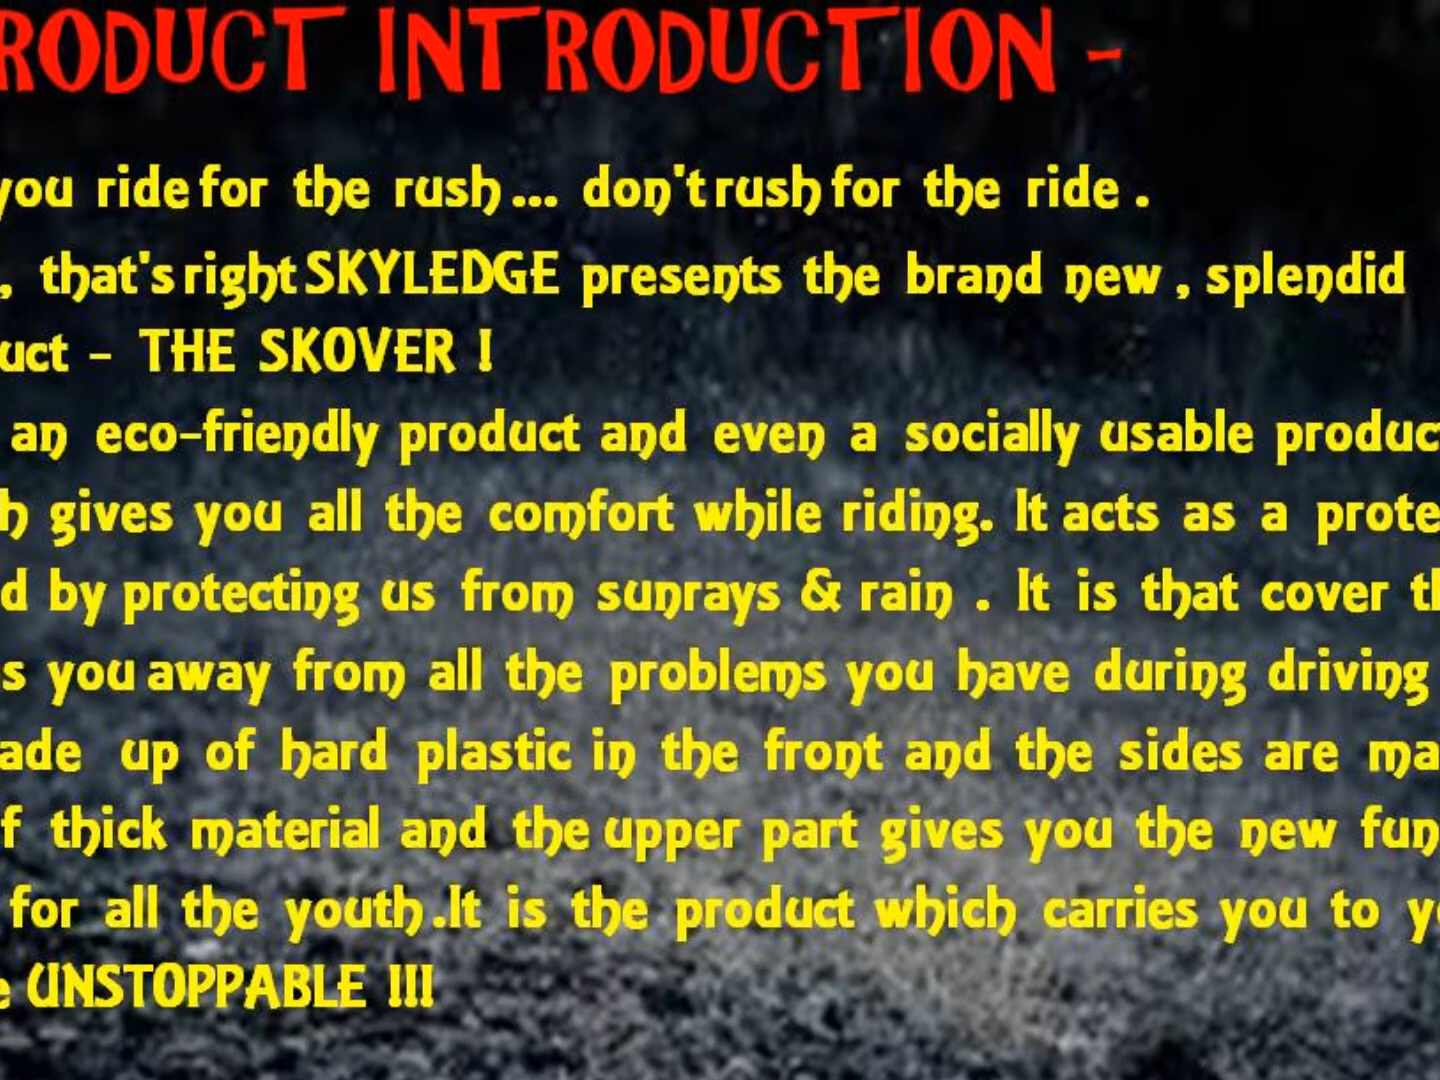 RODUCT INTRODUCTION -
you ride for the rush ... don't rush for the ride .
, that's right SKYLEDGE presents the brand new , splendid
uct - THE SKOVER !
an eco-friendly product and even a socially usable produc
h gives you all the comfort while riding. It acts as a prote
d by protecting us from sunrays & rain . It is that cover th
s you away from all the problems you have during driving
ade up of hard plastic in the front and the sides are ma
f thick material and the upper part gives you the new fun
for all the youth .It is the product which carries you to yo
e UNSTOPPABLE !!!